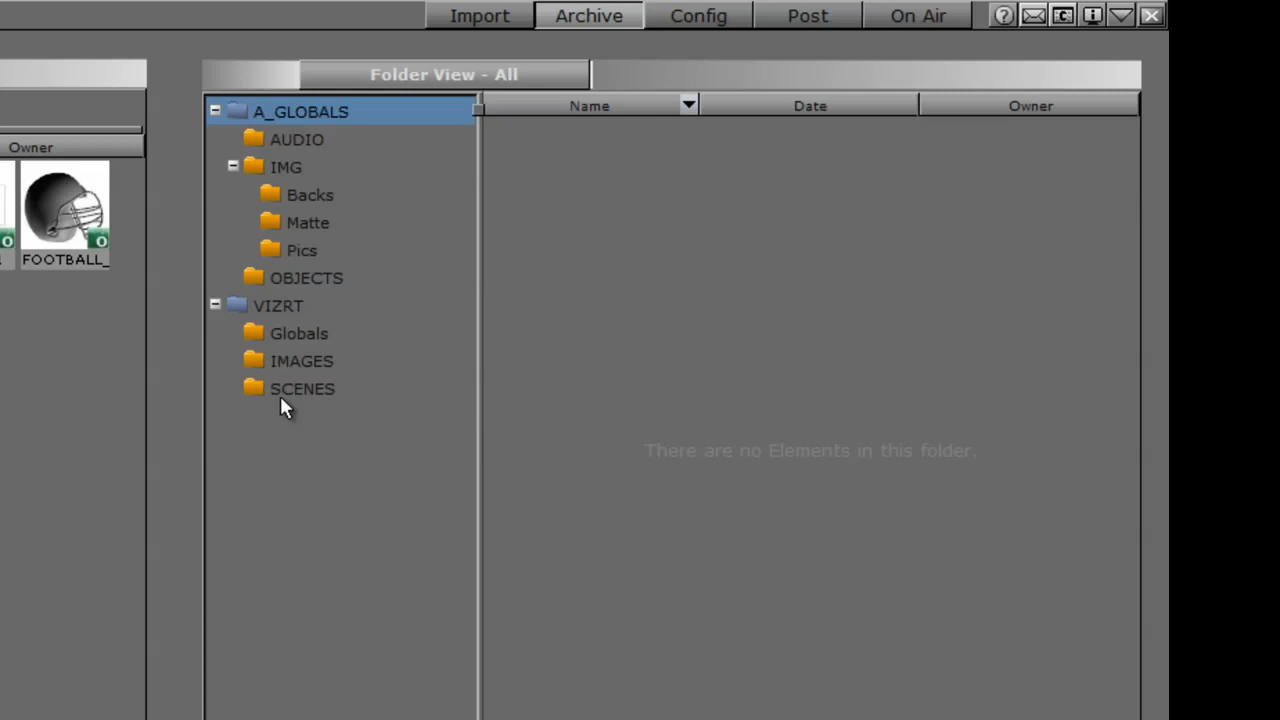 Import Archive Config Post On Air
Folder View - All
Name Date Owner
Owner
FOOTBALL_
A_GLOBALS
AUDIO
IMG
Backs
Matte
Pics
OBJECTS
VIZRT
Globals
IMAGES
SCENES
There are no Elements in this folder.